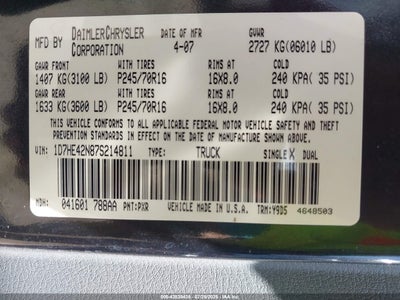 MFD BY DAIMLERCHRYSLER CORPORATION DATE OF MFR 4-07 GVWR 2727 KG(06010 LB)
GAWR FRONT WITH TIRES RIMS AT COLD
1407 KG(3100 LB) P245/70R16 16X8.0 240 KPA( 35 PSI)
GAWR REAR WITH TIRES RIMS AT COLD
1633 KG(3600 LB) P245/70R16 16X8.0 240 KPA( 35 PSI)
THIS VEHICLE CONFORMS TO ALL APPLICABLE FEDERAL MOTOR VEHICLE SAFETY, BUMPER AND
THEFT PREVENTION STANDARDS IN EFFECT ON THE DATE OF MANUFACTURE SHOWN ABOVE.
VIN: 1D7HE42N87S214811 TYPE: TRUCK SINGLE X DUAL
MDH: 041601 788AA PNT:PXR VEHICLE MADE IN U.S.A. TRM:Y9D5
4648503